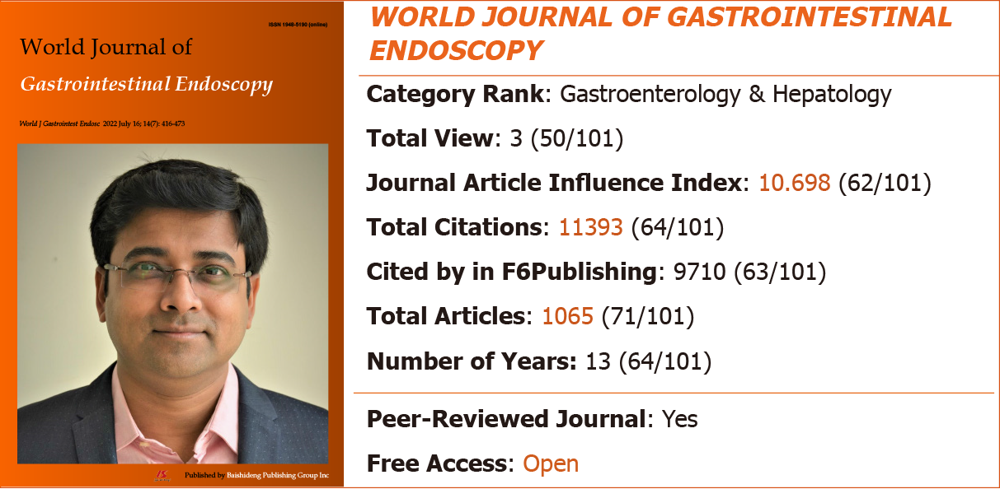 ISSN 1948-5190 (online)
World Journal of
Gastrointestinal Endoscopy
World J Gastrointest Endosc 2022 July 16; 14(7): 416-473
Published by Baishideng Publishing Group Inc
WORLD JOURNAL OF GASTROINTESTINAL
ENDOSCOPY
Category Rank: Gastroenterology & Hepatology
Total View: 3 (50/101)
Journal Article Influence Index: 10.698 (62/101)
Total Citations: 11393 (64/101)
Cited by in F6Publishing: 9710 (63/101)
Total Articles: 1065 (71/101)
Number of Years: 13 (64/101)
Peer-Reviewed Journal: Yes
Free Access: Open